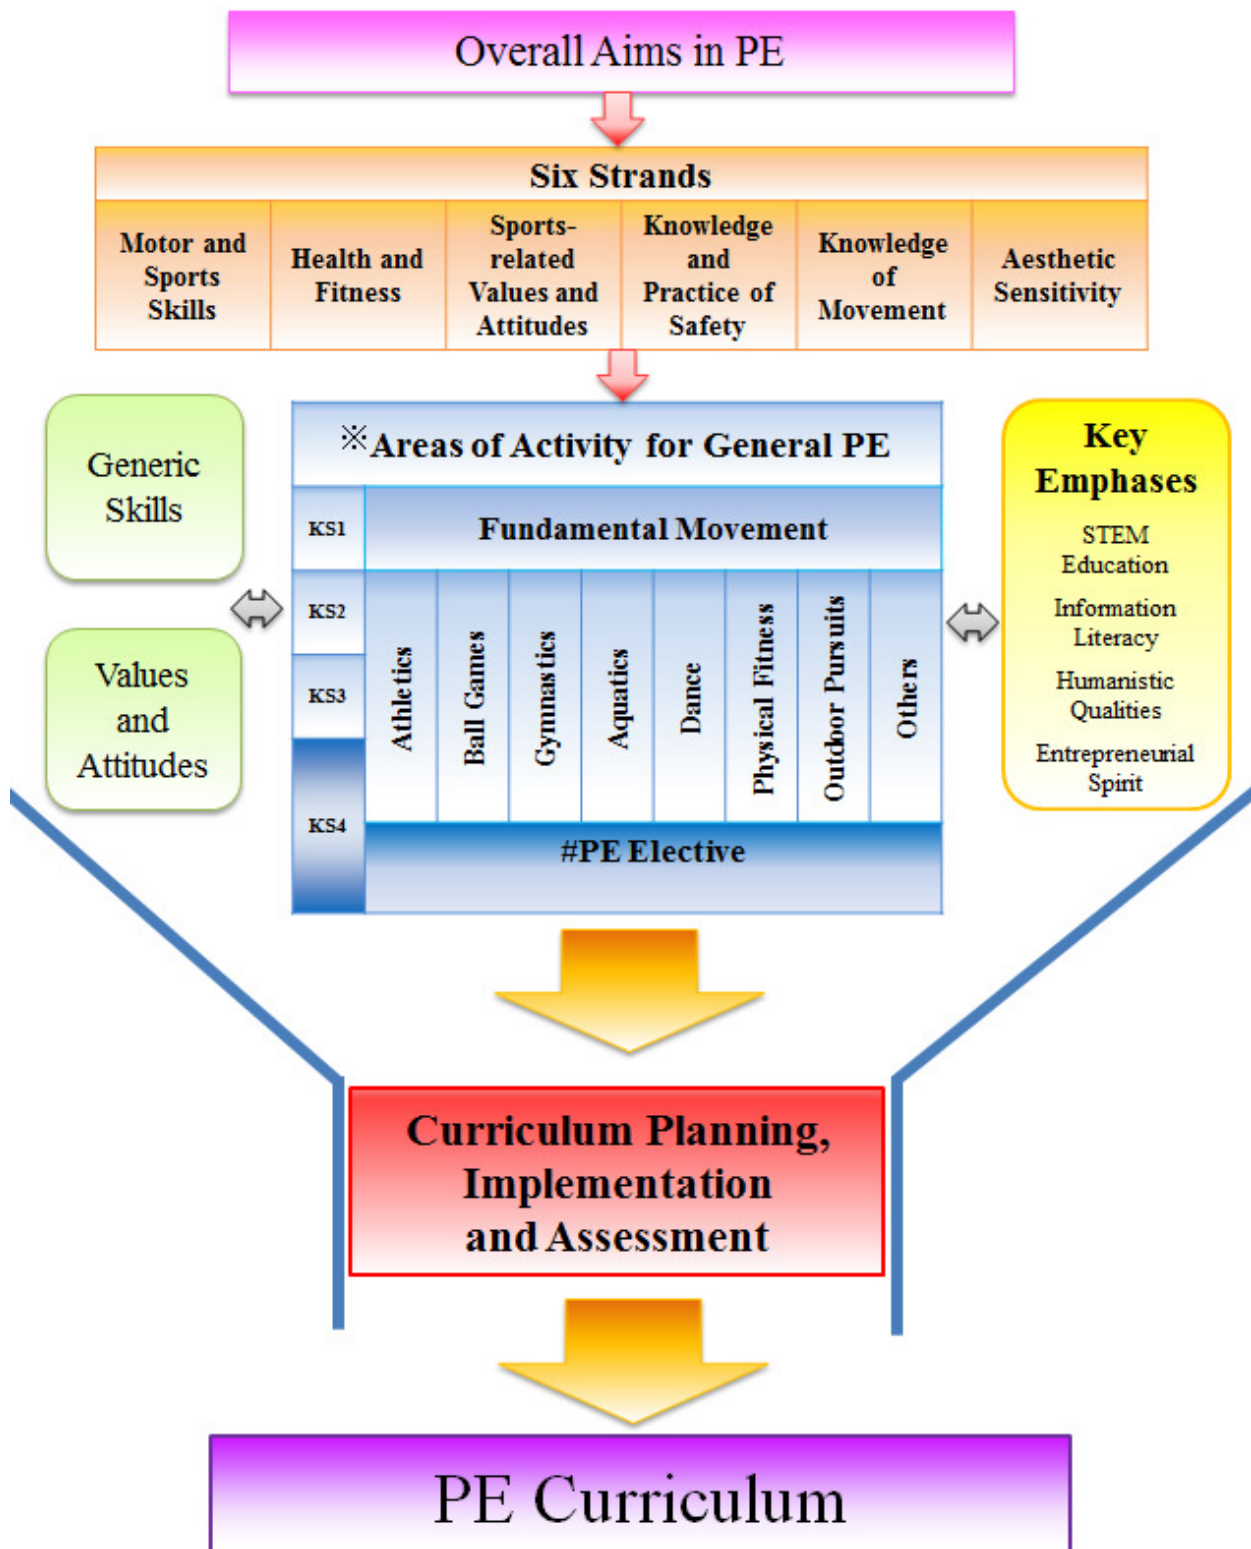 Overall Aims in PE
Six Strands
Motor and
Sports
Skills
Health and
Fitness
Sports-
related
Values and
Attitudes
Knowledge
and
Practice of
Safety
Knowledge
of
Movement
Aesthetic
Sensitivity
Generic
Skills
Values
and
Attitudes
※Areas of Activity for General PE
KS1
Fundamental Movement
KS2
KS3
KS4
Athletics
Ball Games
Gymnastics
Aquatics
Dance
Physical Fitness
Outdoor Pursuits
Others
#PE Elective
Key
Emphases
STEM
Education
Information
Literacy
Humanistic
Qualities
Entrepreneurial
Spirit
Curriculum Planning,
Implementation
and Assessment
PE Curriculum